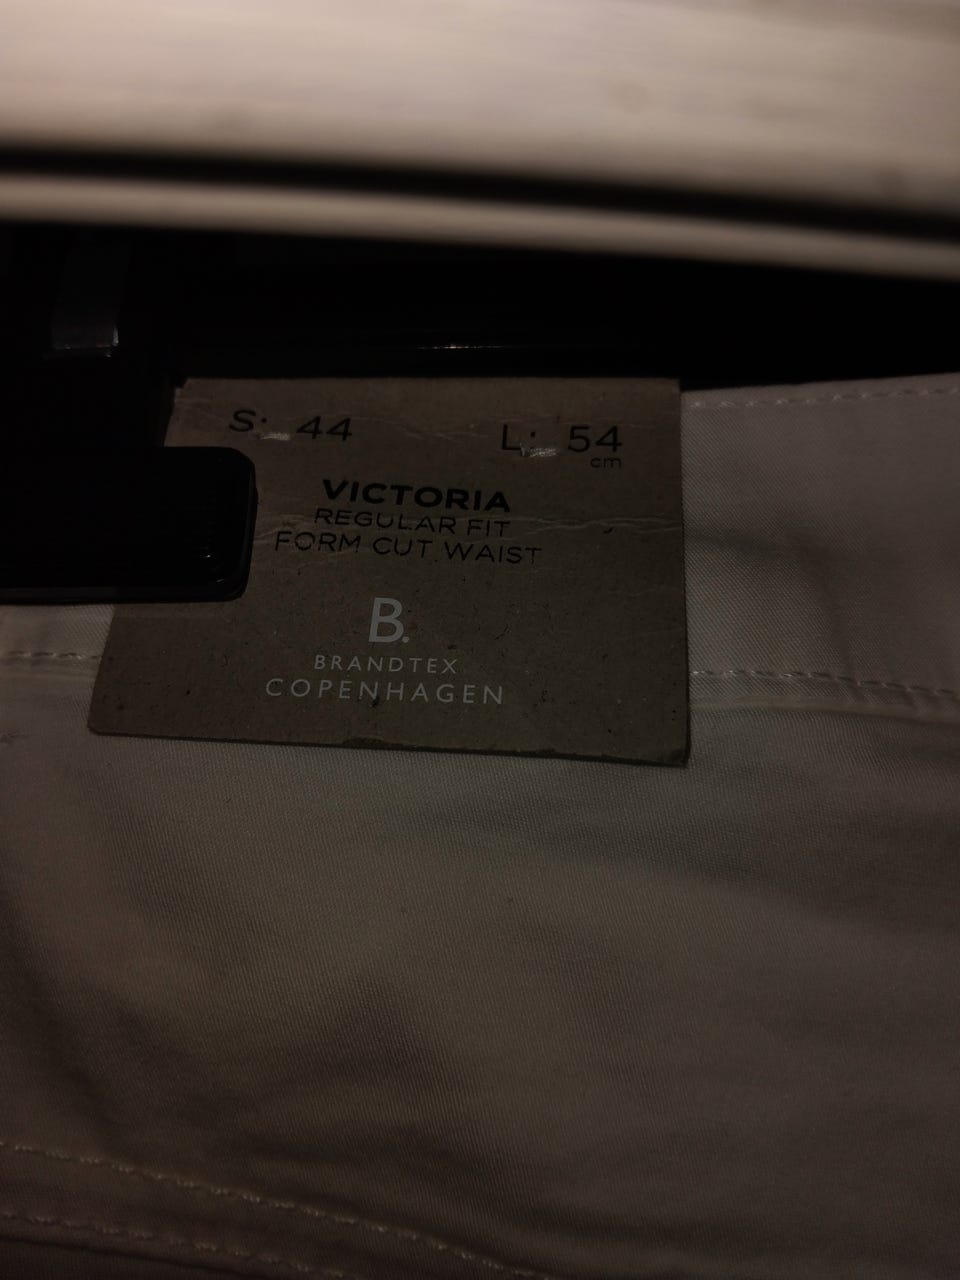 S: 44 L: 54
cm
VICTORIA
REGULAR FIT
FORM CUT WAIST
B.
BRANDTEX
COPENHAGEN